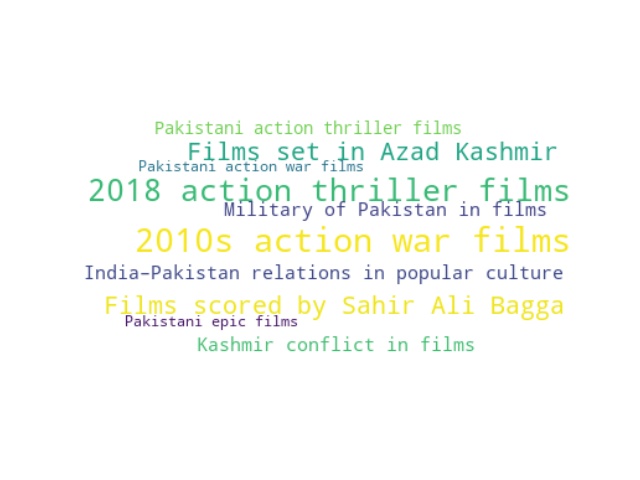 Pakistani action thriller films
Films set in Azad Kashmir
Pakistani action war films
2018 action thriller films
Military of Pakistan in films
2010s action war films
India–Pakistan relations in popular culture
Films scored by Sahir Ali Bagga
Pakistani epic films
Kashmir conflict in films